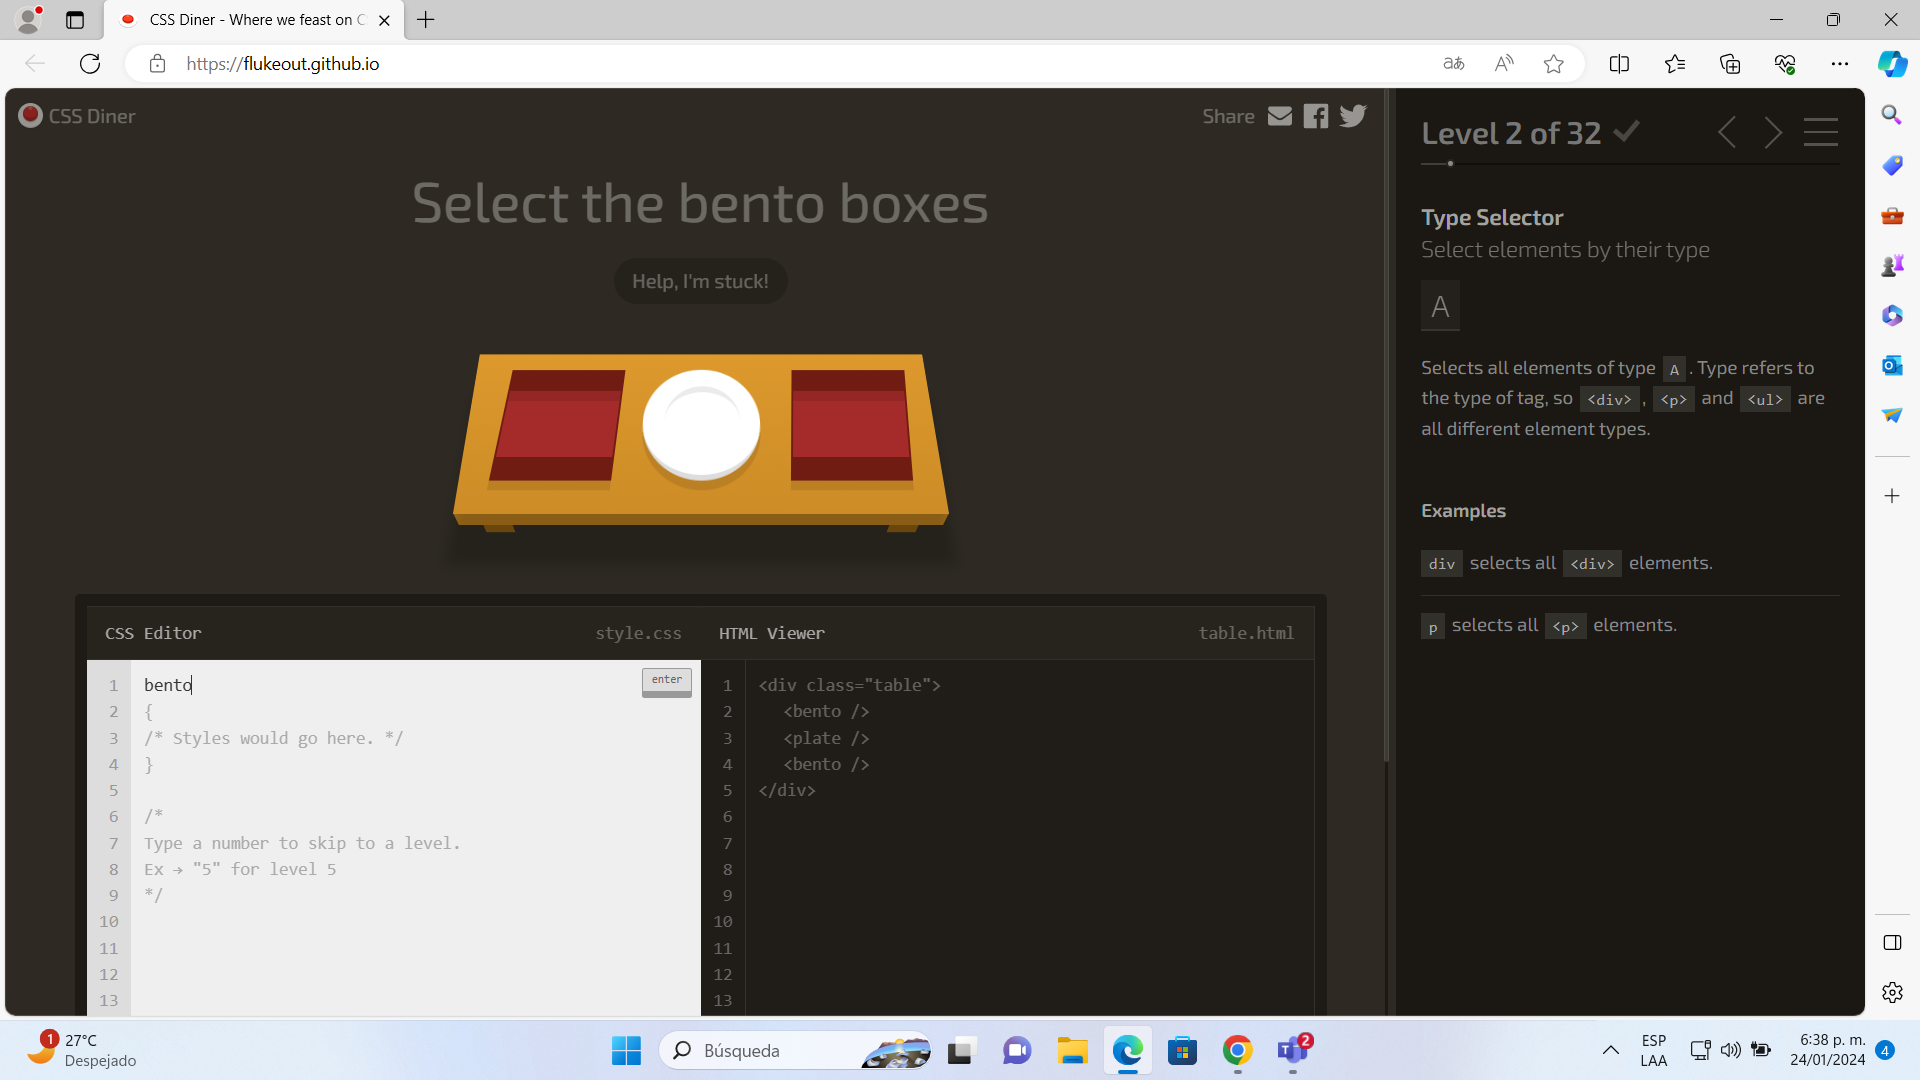 CSS Diner - Where we feast on C
https://flukeout.github.io
CSS Diner
Share
Select the bento boxes
Help, I'm stuck!
CSS Editor
style.css
HTML Viewer
table.html
1 bento
enter
2 {
3 /* Styles would go here. */
4 }
5
6 /*
7 Type a number to skip to a level.
8 Ex → "5" for level 5
9 */
10
11
12
13
1 <div class="table">
2 <bento />
3 <plate />
4 <bento />
5 </div>
6
7
8
9
10
11
12
13
Level 2 of 32
Type Selector
Select elements by their type
A
Selects all elements of type A . Type refers to
the type of tag, so <div> , <p> and <ul> are
all different element types.
Examples
div selects all <div> elements.
p selects all <p> elements.
1
27°C
Despejado
Búsqueda
2
ESP
LAA
6:38 p. m.
24/01/2024
4